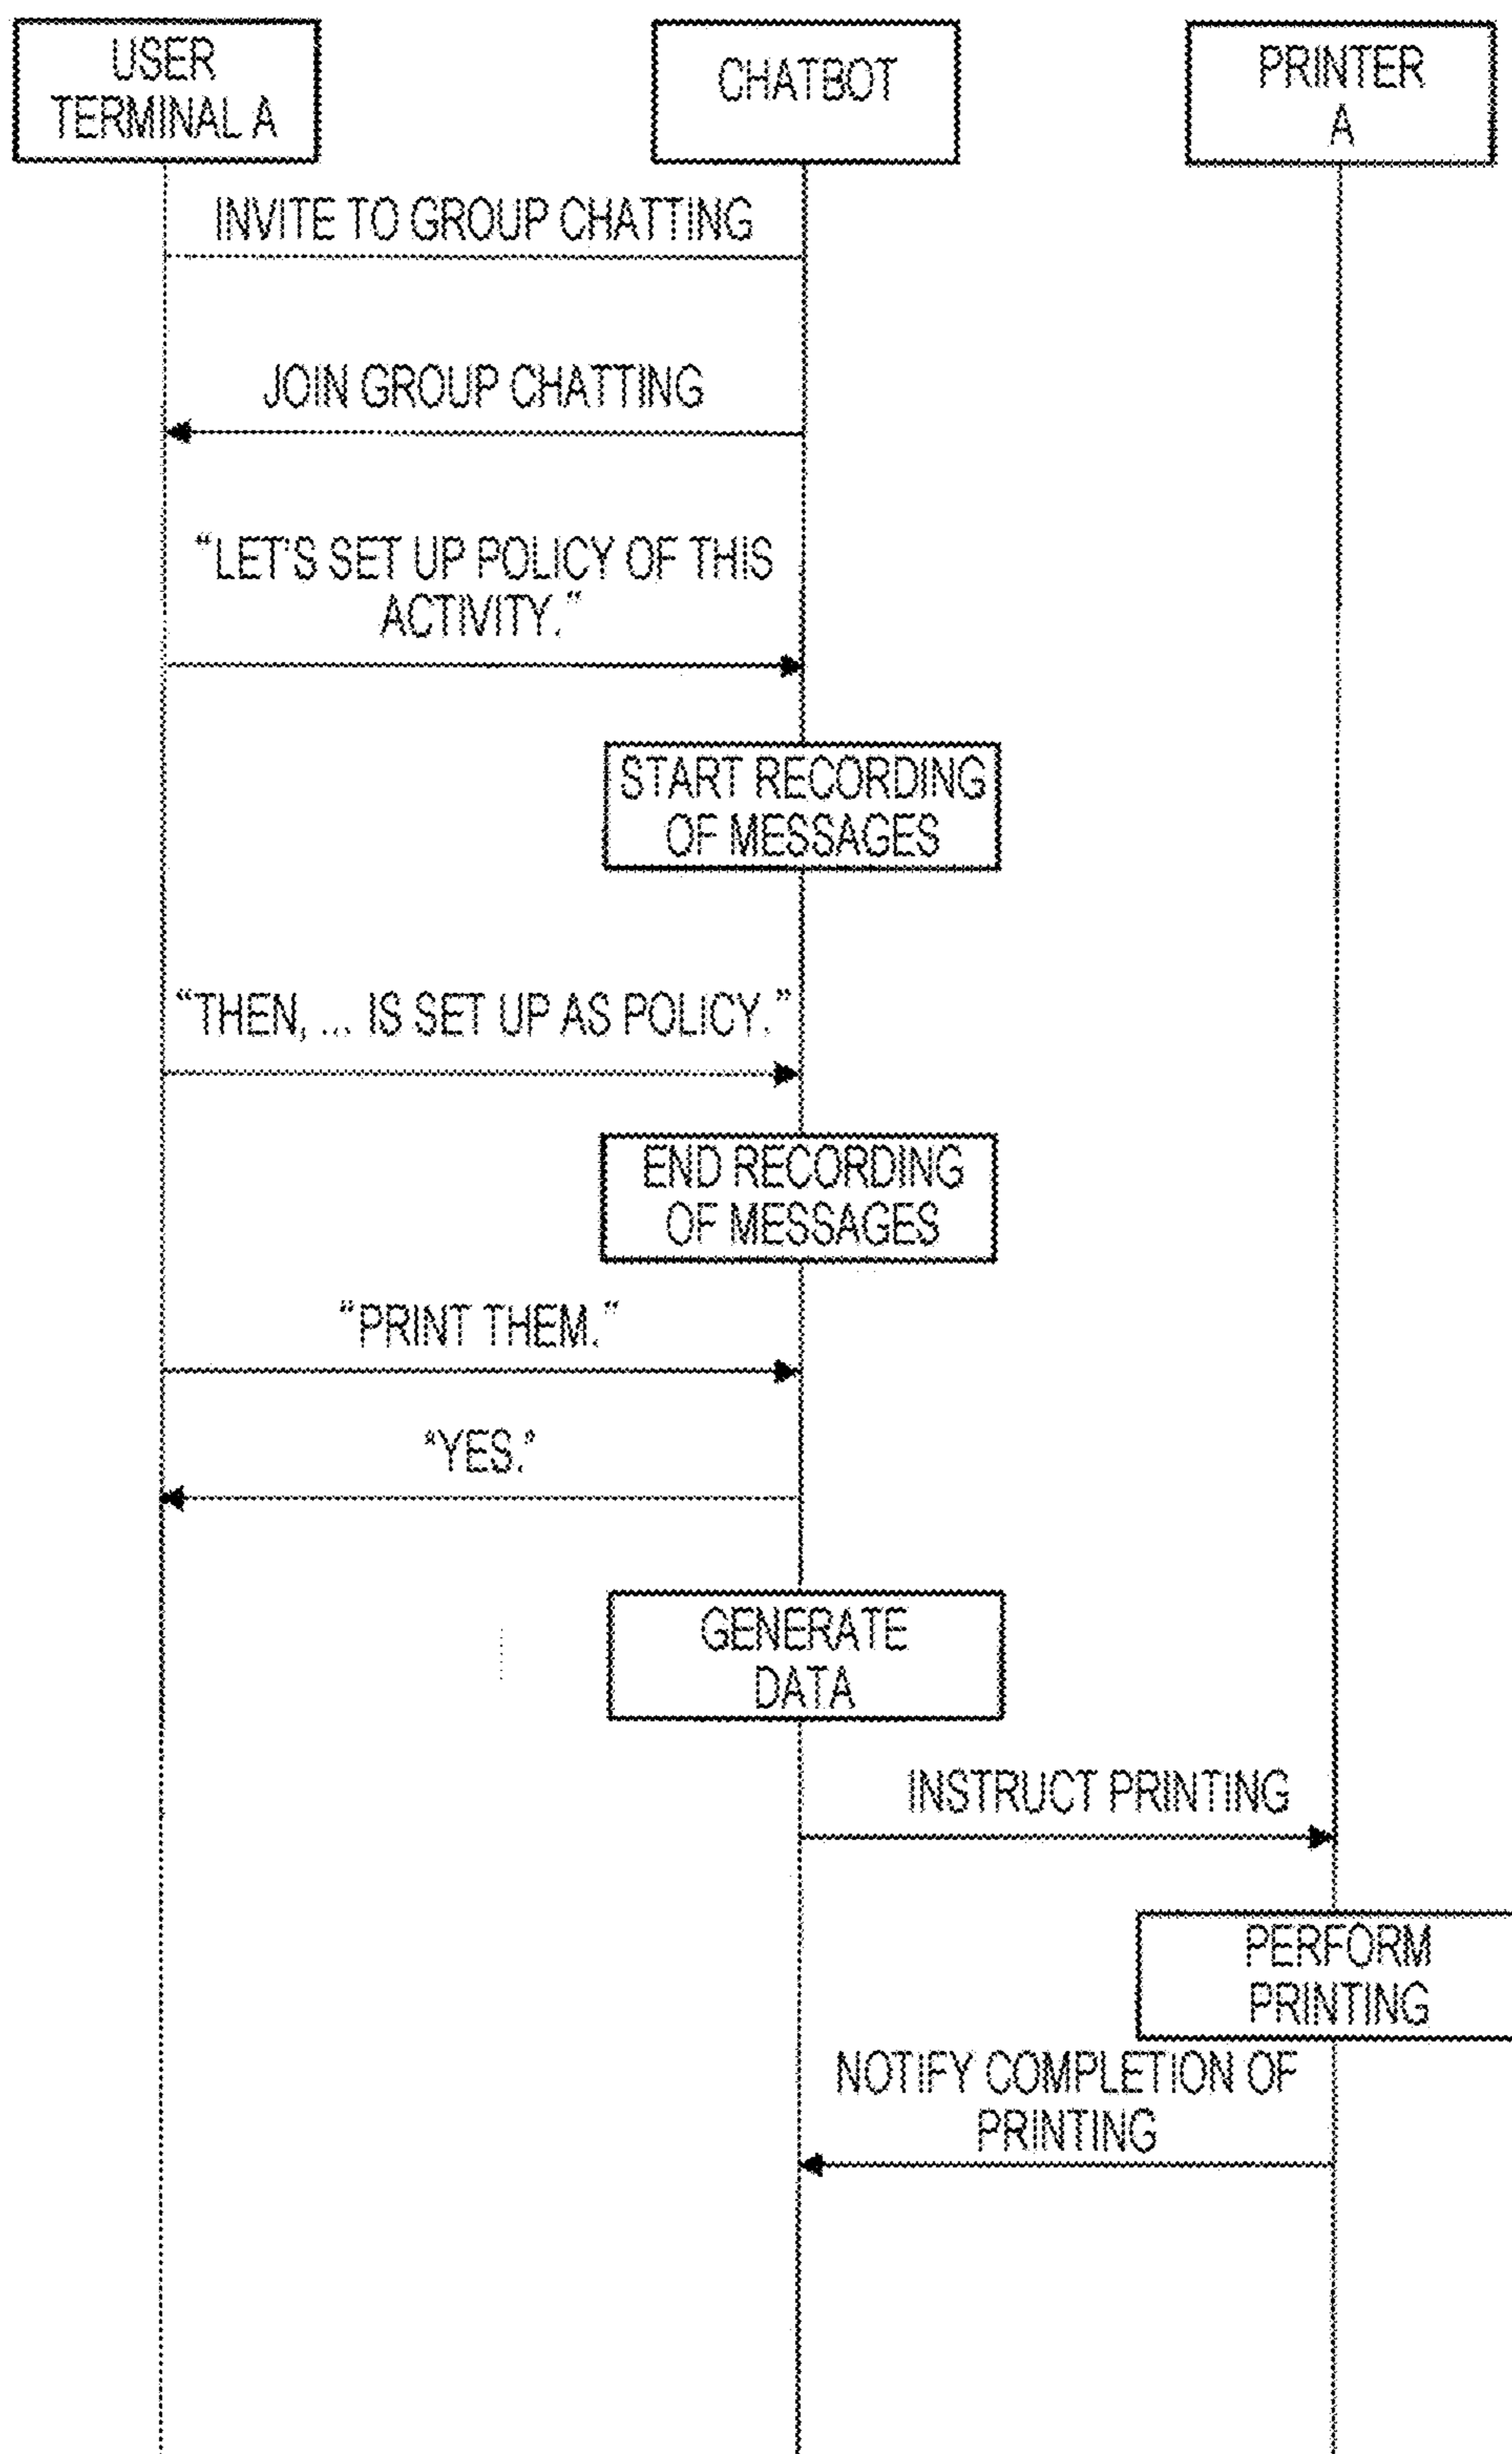 USER
TERMINAL A
CHATBOT
PRINTER
A
INVITE TO GROUP CHATTING
JOIN GROUP CHATTING
“LET'S SET UP POLICY OF THIS
ACTIVITY.”
START RECORDING
OF MESSAGES
“THEN, ... IS SET UP AS POLICY.”
END RECORDING
OF MESSAGES
“PRINT THEM.”
“YES.”
GENERATE
DATA
INSTRUCT PRINTING
PERFORM
PRINTING
NOTIFY COMPLETION OF
PRINTING